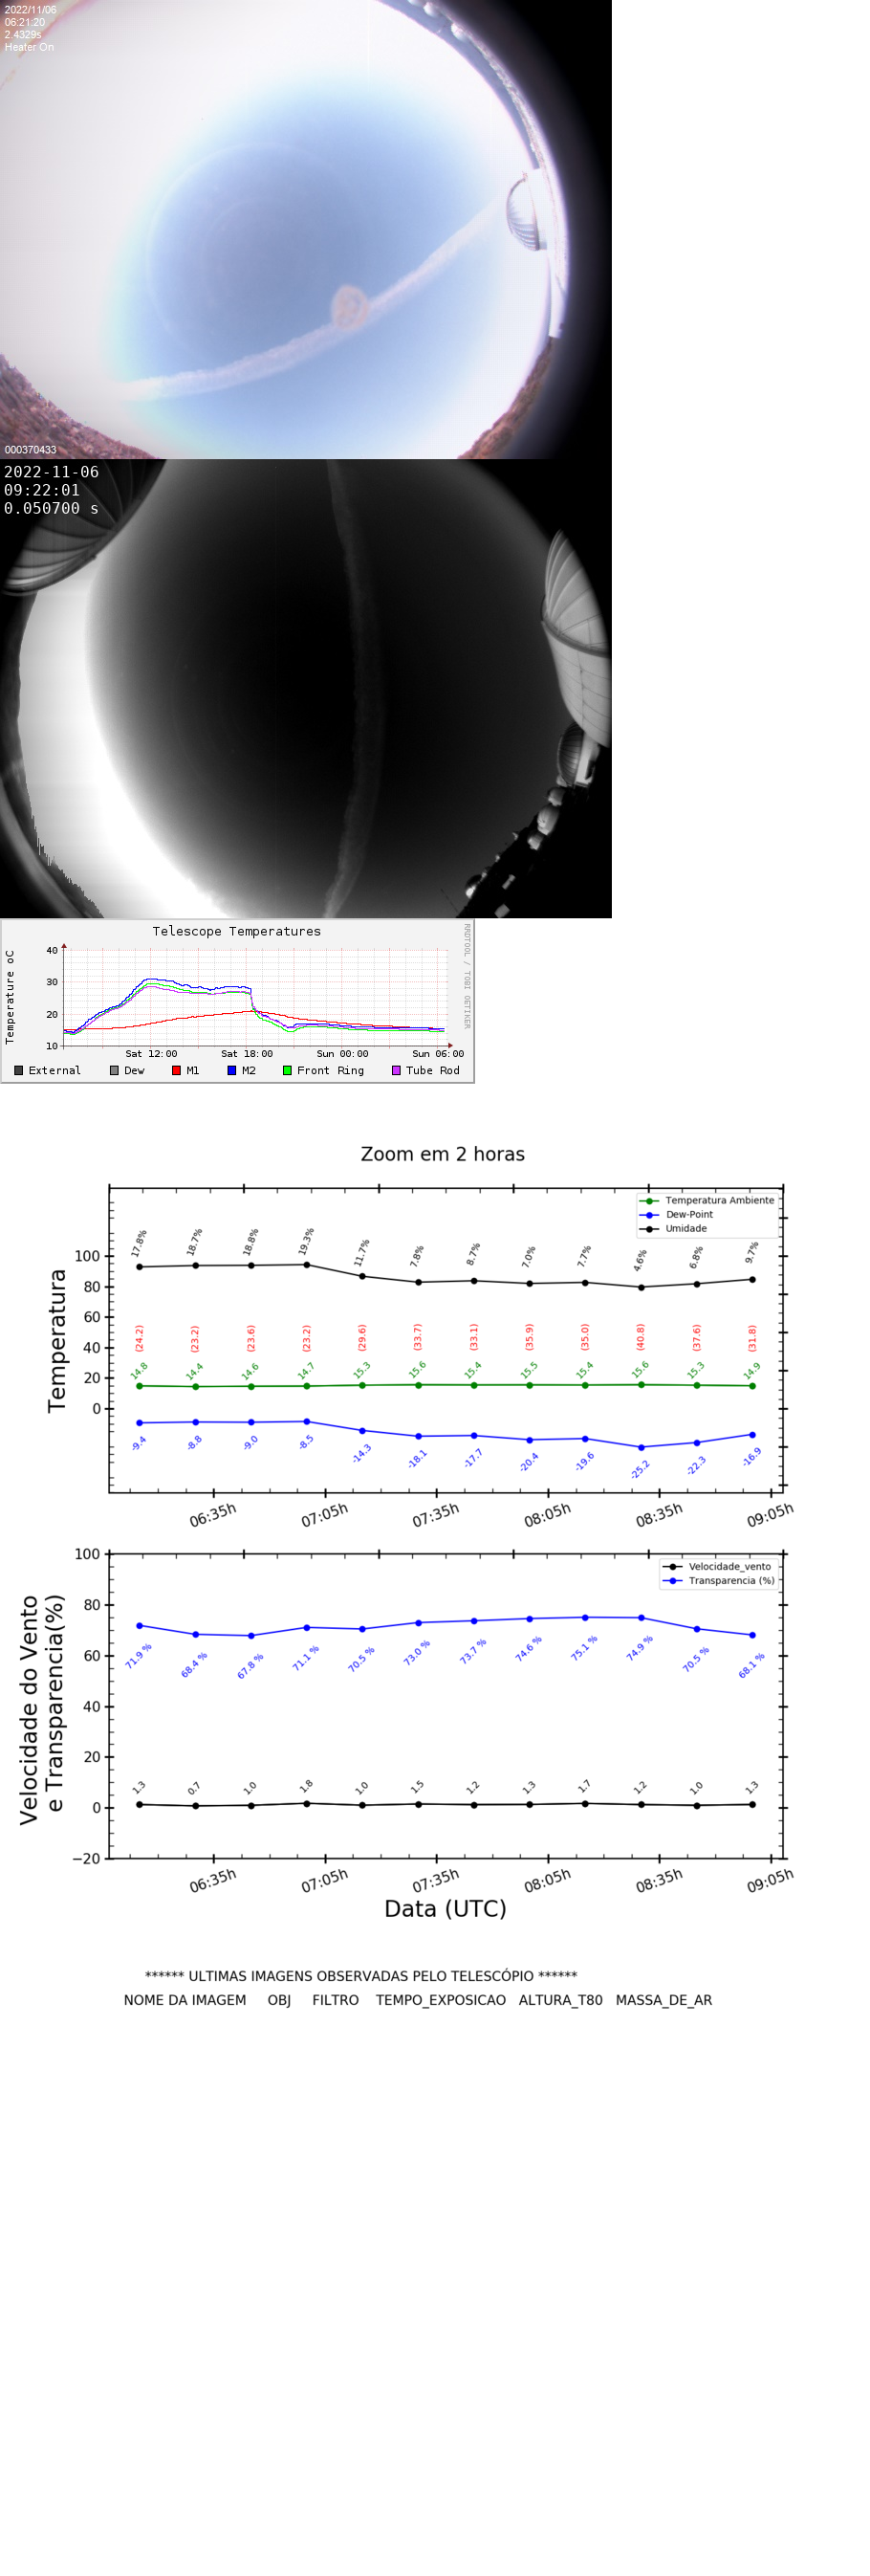 2022/11/06
06:21:20
2.4329s
Heater On
000370433
2022-11-06
09:22:01
0.050700 s
Telescope Temperatures
RRDTOOL / TOBI OETIKER
Temperature oC
40
30
20
10
Sat 12:00 Sat 18:00 Sun 00:00 Sun 06:00
External Dew M1 M2 Front Ring Tube Rod
Zoom em 2 horas
Temperatura Ambiente
Dew-Point
Umidade
Temperatura
100
80
60
40
20
0
17.8% 18.7% 18.8% 19.3% 11.7% 7.8% 8.7% 7.0% 7.7% 4.6% 6.8% 9.7%
(24.2) (23.2) (23.6) (23.2) (29.6) (33.7) (33.1) (35.9) (35.0) (40.8) (37.6) (31.8)
14.8 14.4 14.6 14.7 15.3 15.6 15.4 15.5 15.4 15.6 15.3 14.9
-9.4 -8.8 -9.0 -8.5 -14.3 -18.1 -17.7 -20.4 -19.6 -25.2 -22.3 -16.9
06:35h 07:05h 07:35h 08:05h 08:35h 09:05h
Velocidade_vento
Transparencia (%)
Velocidade do Vento
e Transparencia(%)
100
80
60
40
20
0
−20
71.9 % 68.4 % 67.8 % 71.1 % 70.5 % 73.0 % 73.7 % 74.6 % 75.1 % 74.9 % 70.5 % 68.1 %
1.3 0.7 1.0 1.8 1.0 1.5 1.2 1.3 1.7 1.2 1.0 1.3
06:35h 07:05h 07:35h 08:05h 08:35h 09:05h
Data (UTC)
****** ULTIMAS IMAGENS OBSERVADAS PELO TELESCÓPIO ******
NOME DA IMAGEM OBJ FILTRO TEMPO_EXPOSICAO ALTURA_T80 MASSA_DE_AR